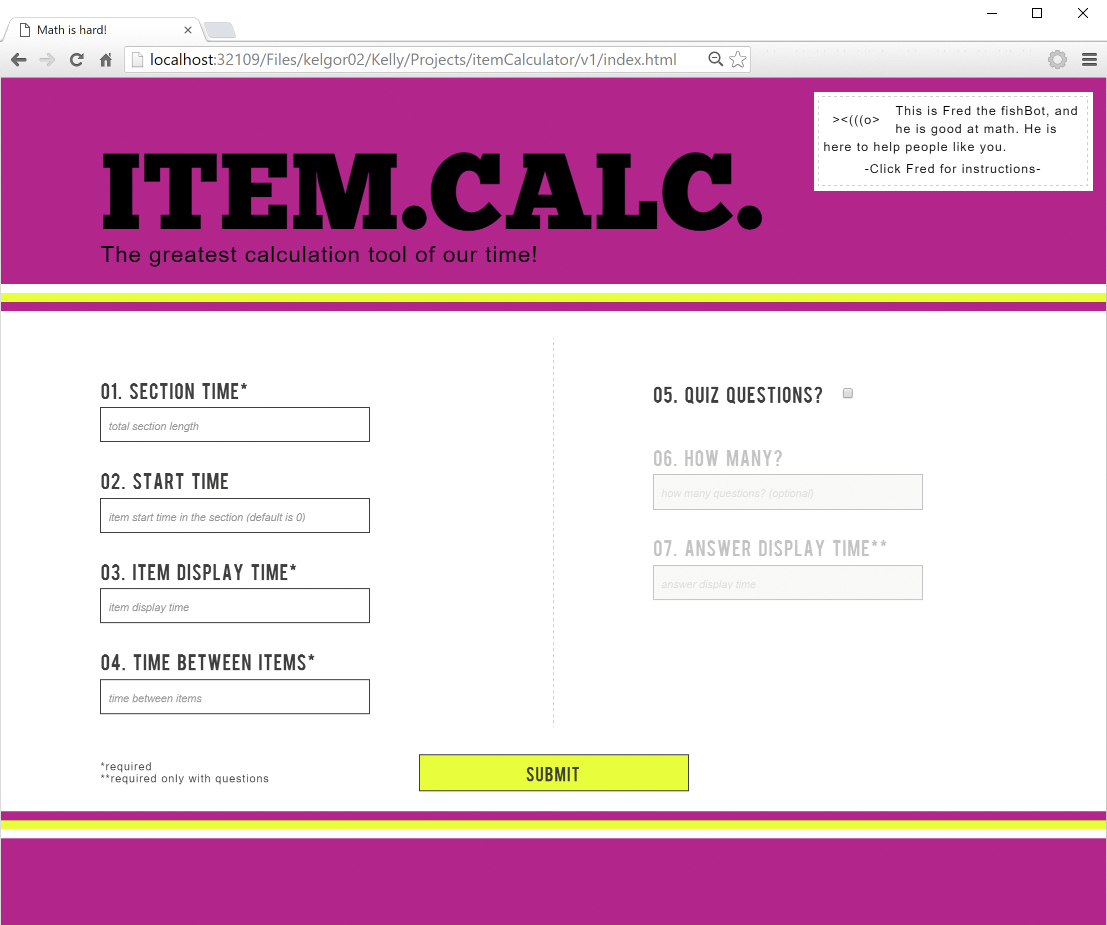 Math is hard!
localhost:32109/Files/kelgor02/Kelly/Projects/itemCalculator/v1/index.html
><(((o> This is Fred the fishBot, and
he is good at math. He is
here to help people like you.
-Click Fred for instructions-
ITEM.CALC.
The greatest calculation tool of our time!
01. SECTION TIME*
total section length
02. START TIME
item start time in the section (default is 0)
03. ITEM DISPLAY TIME*
item display time
04. TIME BETWEEN ITEMS*
time between items
05. QUIZ QUESTIONS?
06. HOW MANY?
how many questions? (optional)
07. ANSWER DISPLAY TIME**
answer display time
*required
**required only with questions
SUBMIT